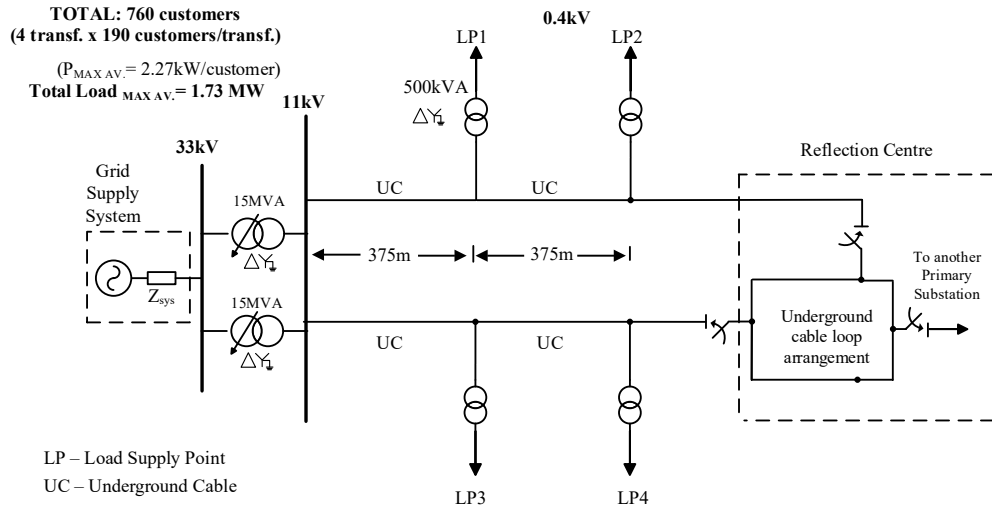 TOTAL: 760 customers
(4 transf. x 190 customers/transf.)
(PMAX AV.= 2.27kW/customer)
Total Load MAX AV.= 1.73 MW
0.4kV
LP1
LP2
11kV
500kVA
33kV
Reflection Centre
Grid
Supply
System
15MVA
UC
UC
Zsys
375m
375m
To another
Primary
Substation
15MVA
UC
UC
Underground
cable loop
arrangement
LP – Load Supply Point
UC – Underground Cable
LP3
LP4